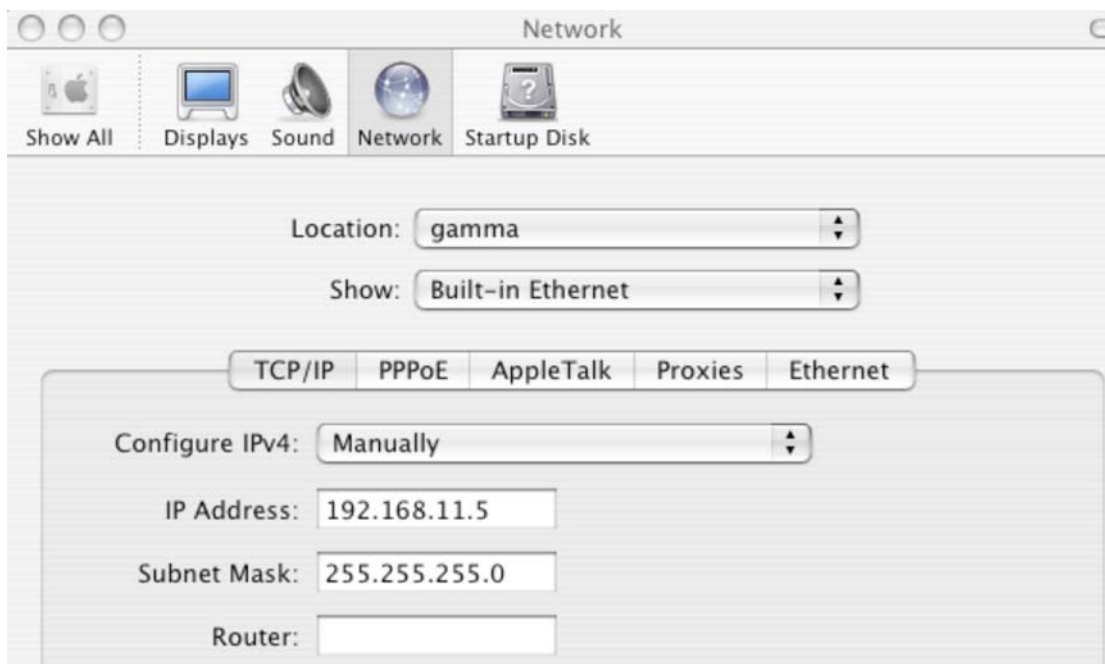 Network
Show All Displays Sound Network Startup Disk
Location: gamma
Show: Built-in Ethernet
TCP/IP PPPoE AppleTalk Proxies Ethernet
Configure IPv4: Manually
IP Address: 192.168.11.5
Subnet Mask: 255.255.255.0
Router: